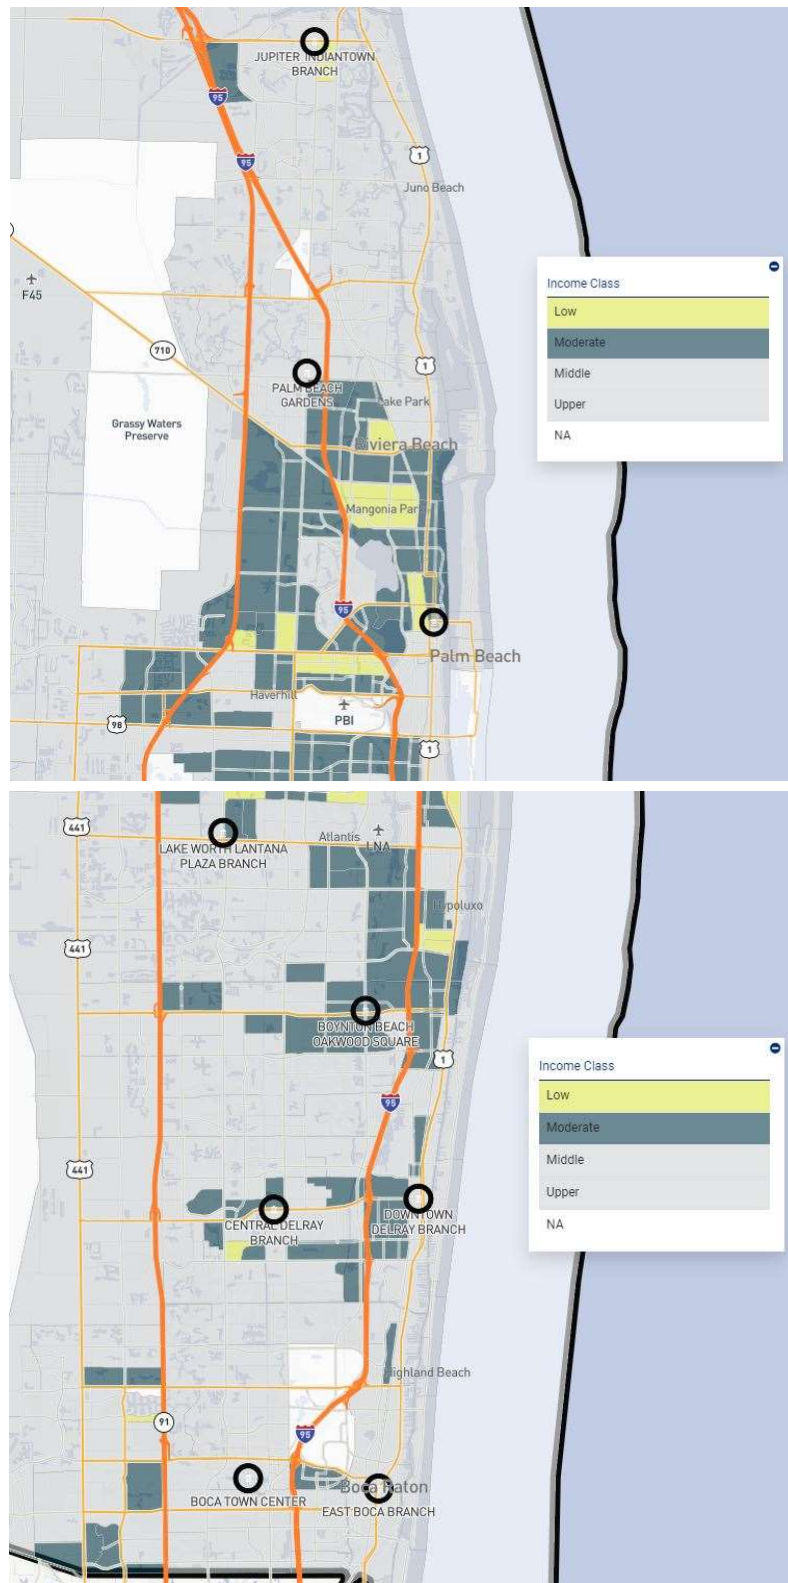 JUPITER INDIANTOWN
BRANCH
95
95
1
Juno Beach
F45
710
1
PALM BEACH
GARDENS
Lake Park
Grassy Waters
Preserve
Riviera Beach
Mangonia Par
95
Palm Beach
Haverhill
PBI
98
1
Income Class
Low
Moderate
Middle
Upper
NA
441
LAKE WORTH LANTANA
PLAZA BRANCH
Atlantis
LNA
Hypoluxo
441
BOYNTON BEACH
OAKWOOD SQUARE
1
95
441
CENTRAL DELRAY
BRANCH
DOWNTOWN
DELRAY BRANCH
Highland Beach
91
95
BOCA TOWN CENTER
Boca Raton
EAST BOCA BRANCH
Income Class
Low
Moderate
Middle
Upper
NA